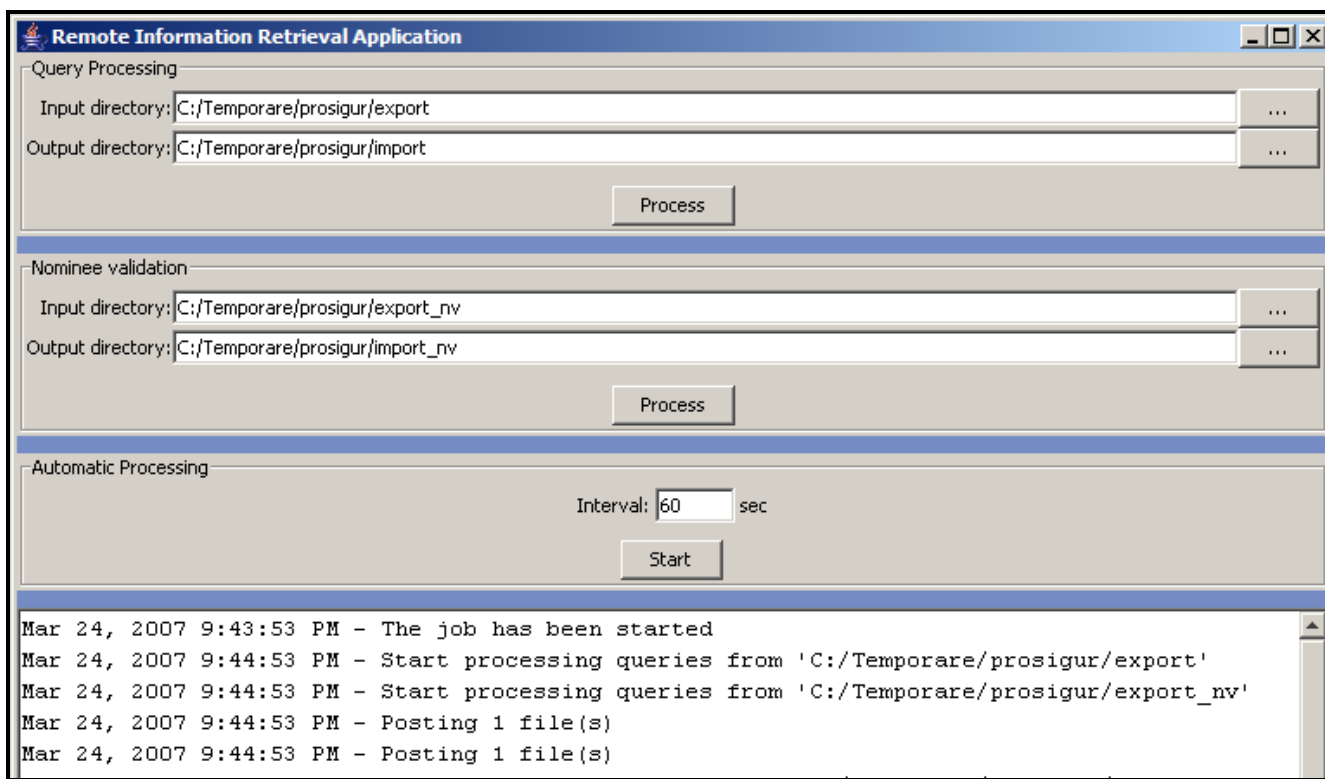 Remote Information Retrieval Application
Query Processing
Input directory: C:/Temporare/prosigur/export ...
Output directory: C:/Temporare/prosigur/import ...
Process
Nominee validation
Input directory: C:/Temporare/prosigur/export_nv ...
Output directory: C:/Temporare/prosigur/import_nv ...
Process
Automatic Processing
Interval: 60 sec
Start
Mar 24, 2007 9:43:53 PM - The job has been started
Mar 24, 2007 9:44:53 PM - Start processing queries from 'C:/Temporare/prosigur/export'
Mar 24, 2007 9:44:53 PM - Start processing queries from 'C:/Temporare/prosigur/export_nv'
Mar 24, 2007 9:44:53 PM - Posting 1 file(s)
Mar 24, 2007 9:44:53 PM - Posting 1 file(s)